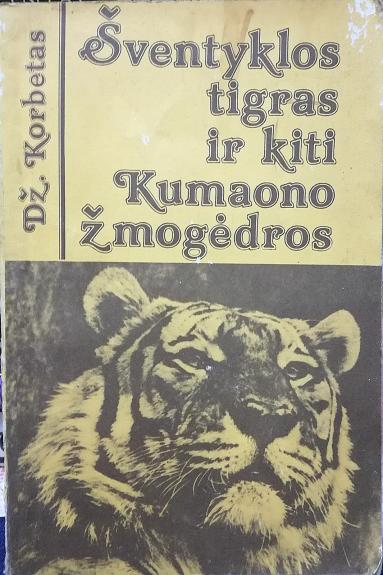 Dž. Korbetas
Šventyklos
tigras
ir kiti
Kumaono
žmogėdros